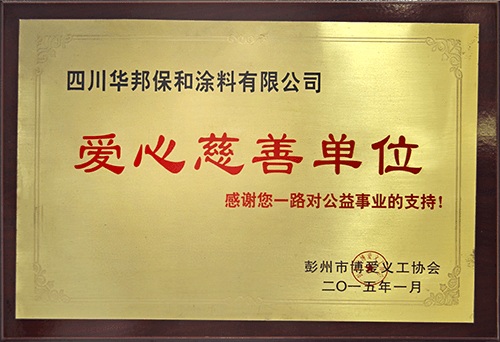 四川华邦保和涂料有限公司
爱心慈善单位
感谢您一路对公益事业的支持!
彭州市博爱义工协会
二〇一五年一月